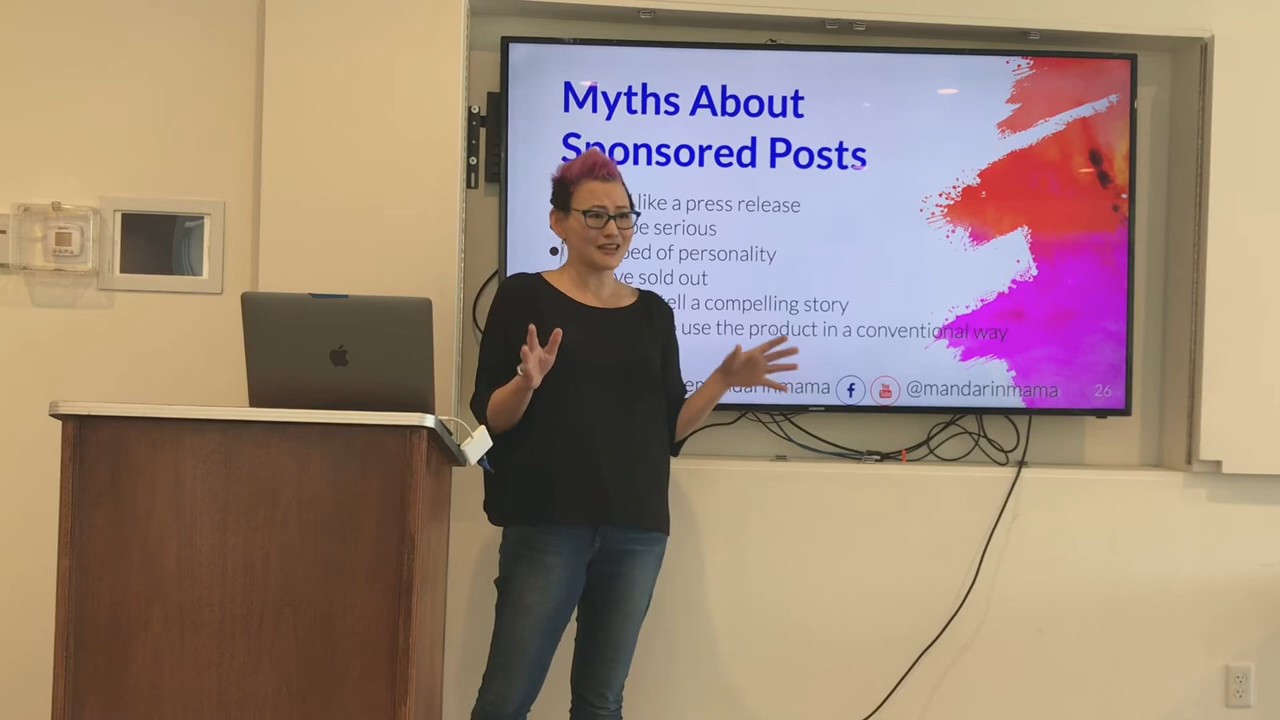 Myths About
Sponsored Posts
like a press release
be serious
of personality
sold out
tell a compelling story
use the product in a conventional way
@mandarinmama
26